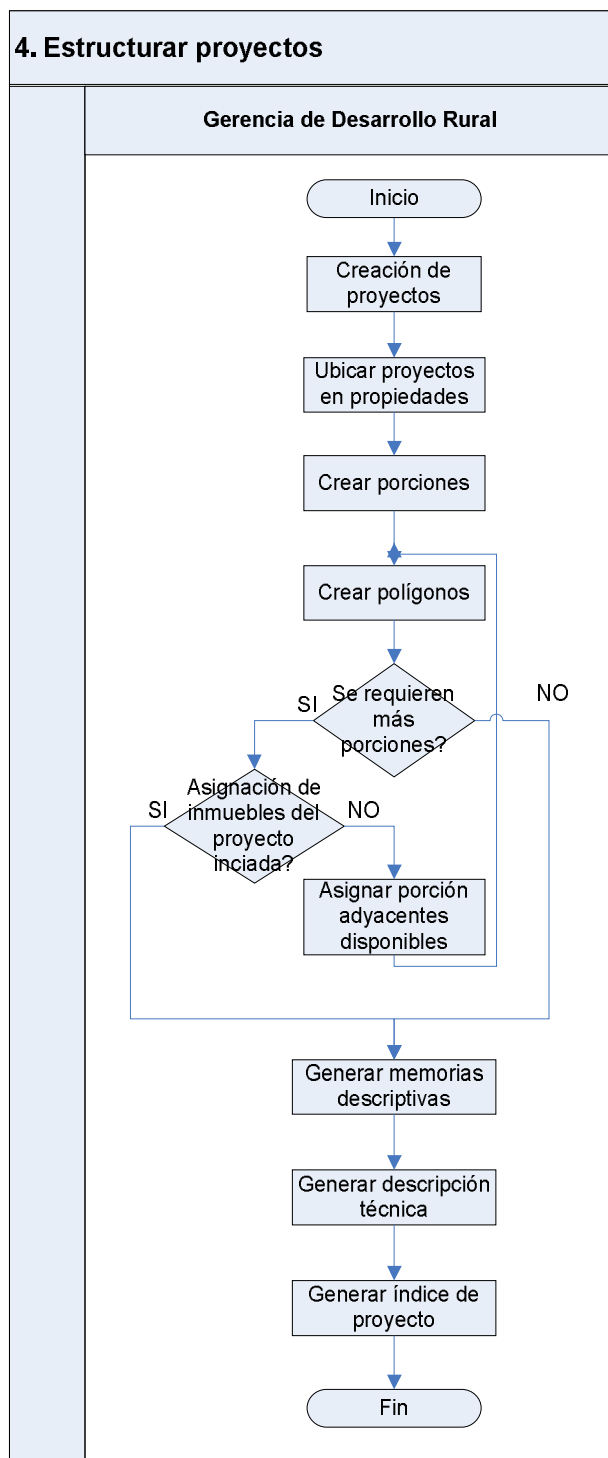 4. Estructurar proyectos
Gerencia de Desarrollo Rural
Inicio
Creación de
proyectos
Ubicar proyectos
en propiedades
Crear porciones
Crear polígonos
Se requieren
más
porciones?
SI
NO
Asignación de
inmuebles del
proyecto
inciada?
SI
NO
Asignar porción
adyacentes
disponibles
Generar memorias
descriptivas
Generar descripción
técnica
Generar índice de
proyecto
Fin